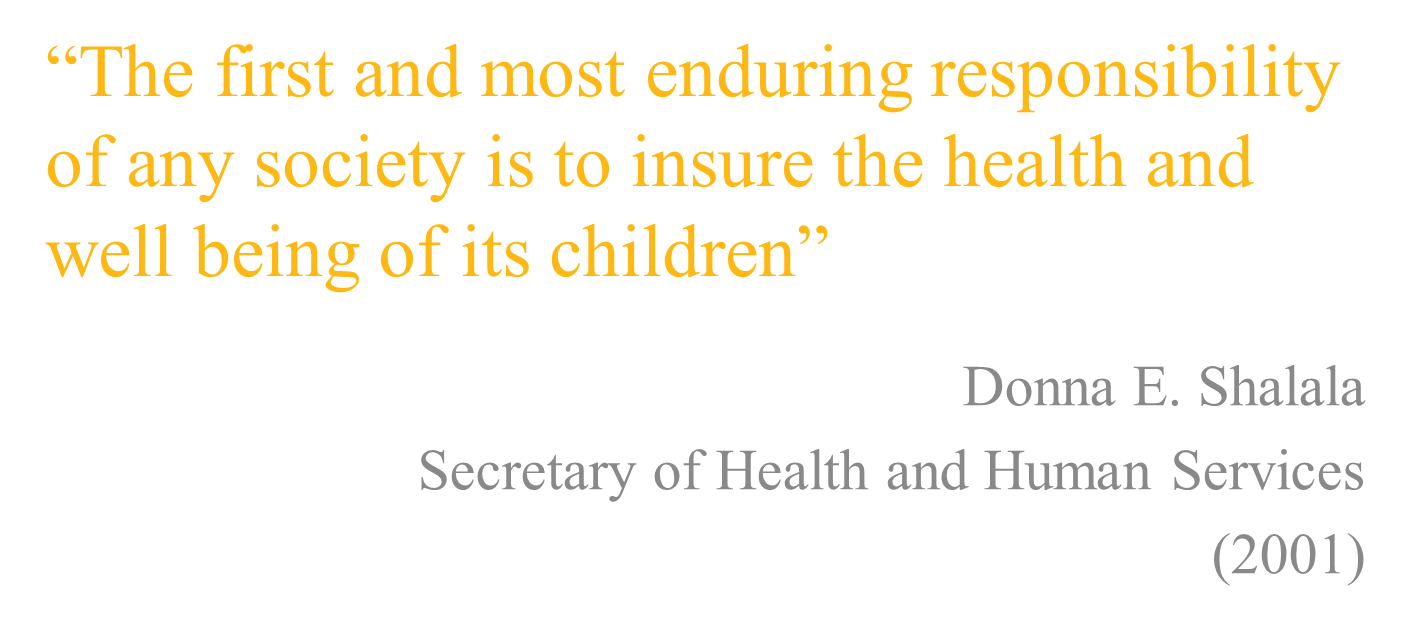 “The first and most enduring responsibility
of any society is to insure the health and
well being of its children”
Donna E. Shalala
Secretary of Health and Human Services
(2001)